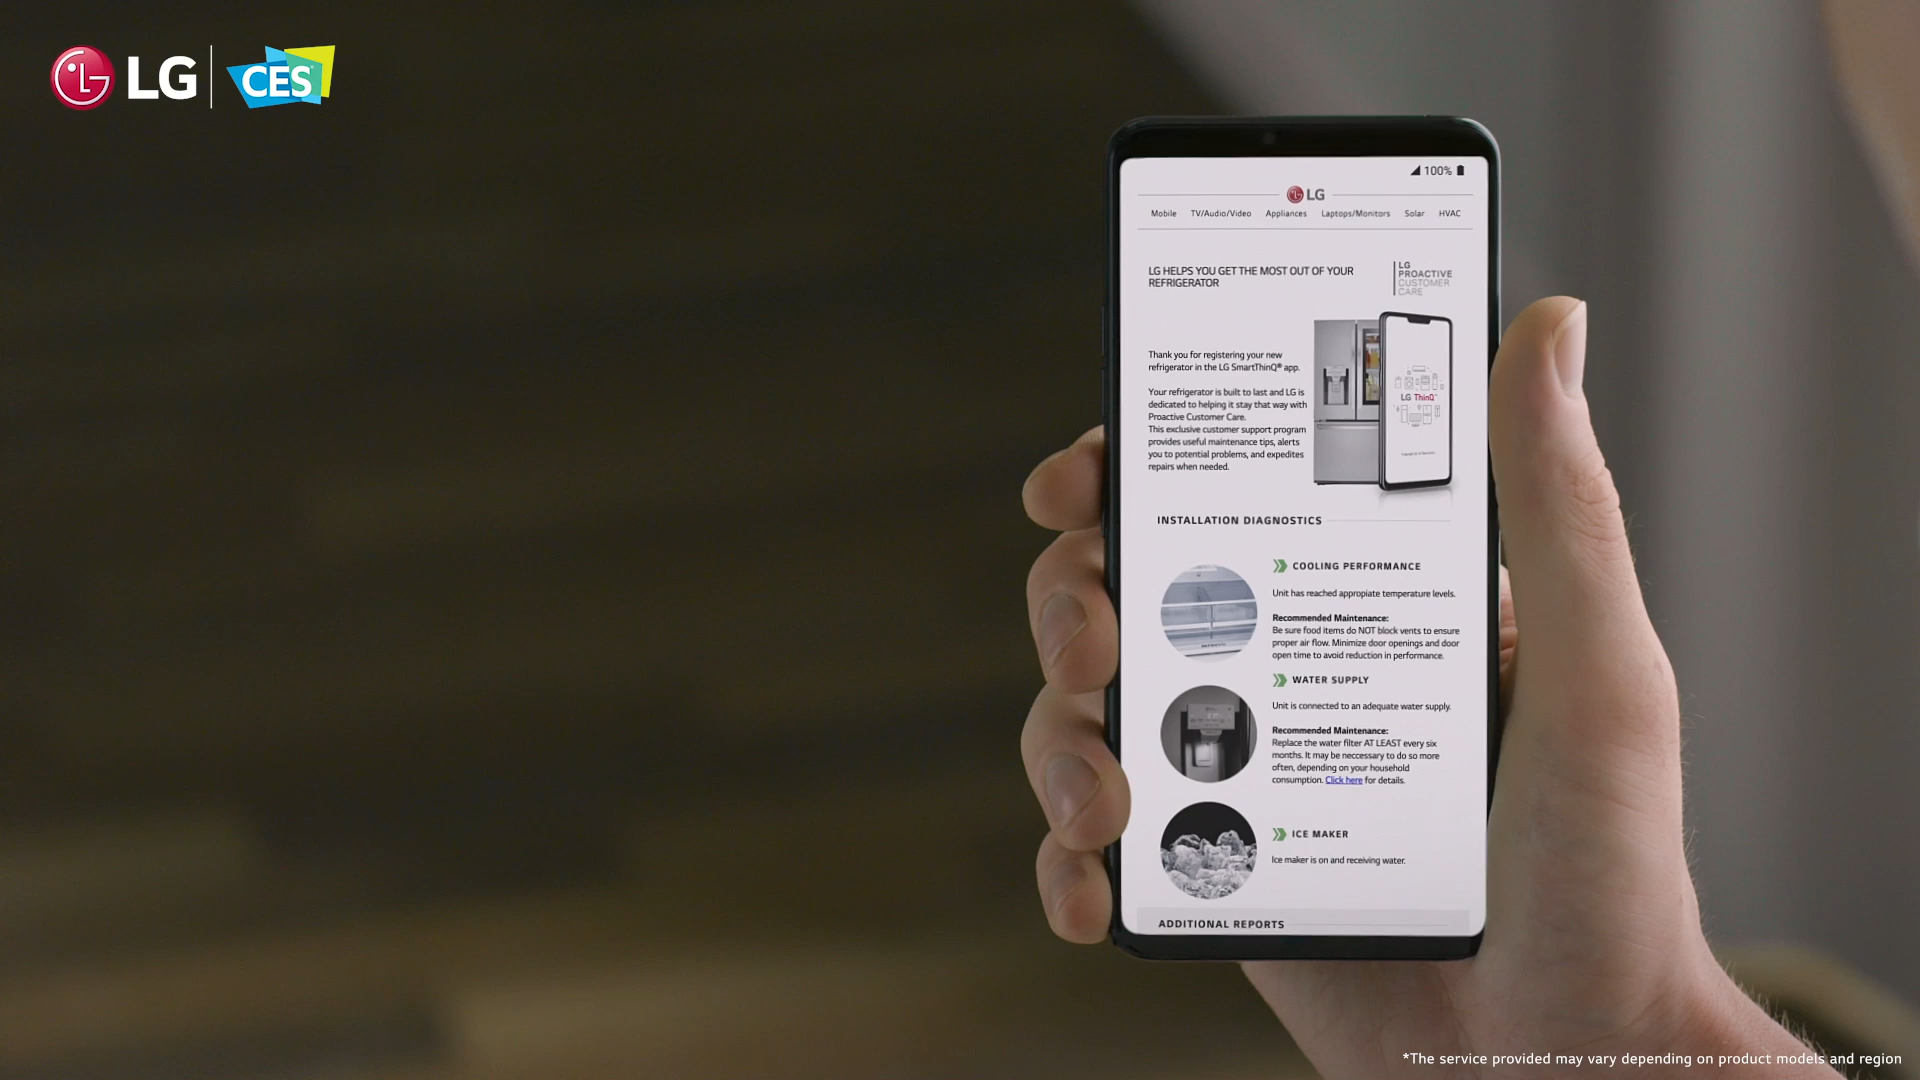 LG
CES
100%
LG
Mobile TV/Audio/Video Appliances Laptops/Monitors Solar HVAC
LG HELPS YOU GET THE MOST OUT OF YOUR
REFRIGERATOR
LG
PROACTIVE
CUSTOMER
CARE
Thank you for registering your new
refrigerator in the LG SmartThinQ® app.
Your refrigerator is built to last and LG is
dedicated to helping it stay that way with
Proactive Customer Care.
This exclusive customer support program
provides useful maintenance tips, alerts
you to potential problems, and expedites
repairs when needed.
LG ThinQ™
INSTALLATION DIAGNOSTICS
COOLING PERFORMANCE
Unit has reached appropiate temperature levels.
Recommended Maintenance:
Be sure food items do NOT block vents to ensure
proper air flow. Minimize door openings and door
open time to avoid reduction in performance.
WATER SUPPLY
Unit is connected to an adequate water supply.
Recommended Maintenance:
Replace the water filter AT LEAST every six
months. It may be neccessary to do so more
often, depending on your household
consumption. Click here for details.
ICE MAKER
Ice maker is on and receiving water.
ADDITIONAL REPORTS
*The service provided may vary depending on product models and region